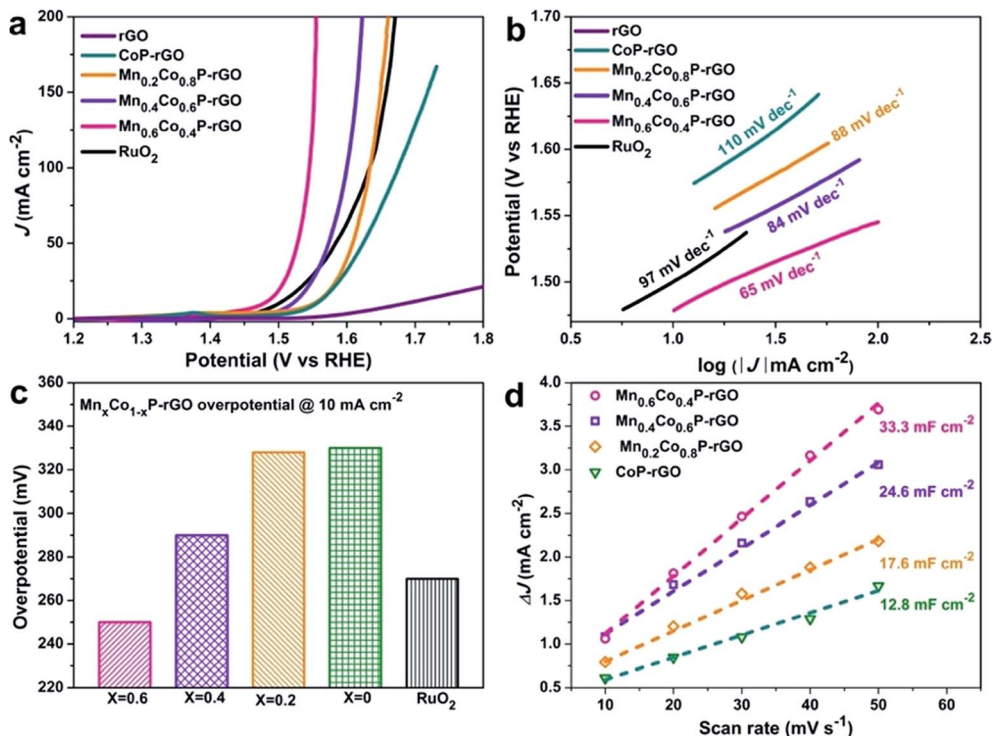 a
200
150
100
50
0
J (mA cm⁻²)
rGO
CoP-rGO
Mn₀.₂Co₀.₈P-rGO
Mn₀.₄Co₀.₆P-rGO
Mn₀.₆Co₀.₄P-rGO
RuO₂
1.2 1.3 1.4 1.5 1.6 1.7 1.8
Potential (V vs RHE)
b
1.70
1.65
1.60
1.55
1.50
Potential (V vs RHE)
rGO
CoP-rGO
Mn₀.₂Co₀.₈P-rGO
Mn₀.₄Co₀.₆P-rGO
Mn₀.₆Co₀.₄P-rGO
RuO₂
110 mV dec⁻¹
88 mV dec⁻¹
84 mV dec⁻¹
97 mV dec⁻¹
65 mV dec⁻¹
0.5 1.0 1.5 2.0 2.5
log (|J|mA cm⁻²)
c
360
340
320
300
280
260
240
220
Overpotential (mV)
MnₓCo₁₋ₓP-rGO overpotential @ 10 mA cm⁻²
X=0.6 X=0.4 X=0.2 X=0 RuO₂
d
4.0
3.5
3.0
2.5
2.0
1.5
1.0
0.5
ΔJ (mA cm⁻²)
Mn₀.₆Co₀.₄P-rGO
Mn₀.₄Co₀.₆P-rGO
Mn₀.₂Co₀.₈P-rGO
CoP-rGO
33.3 mF cm⁻²
24.6 mF cm⁻²
17.6 mF cm⁻²
12.8 mF cm⁻²
10 20 30 40 50 60
Scan rate (mV s⁻¹)